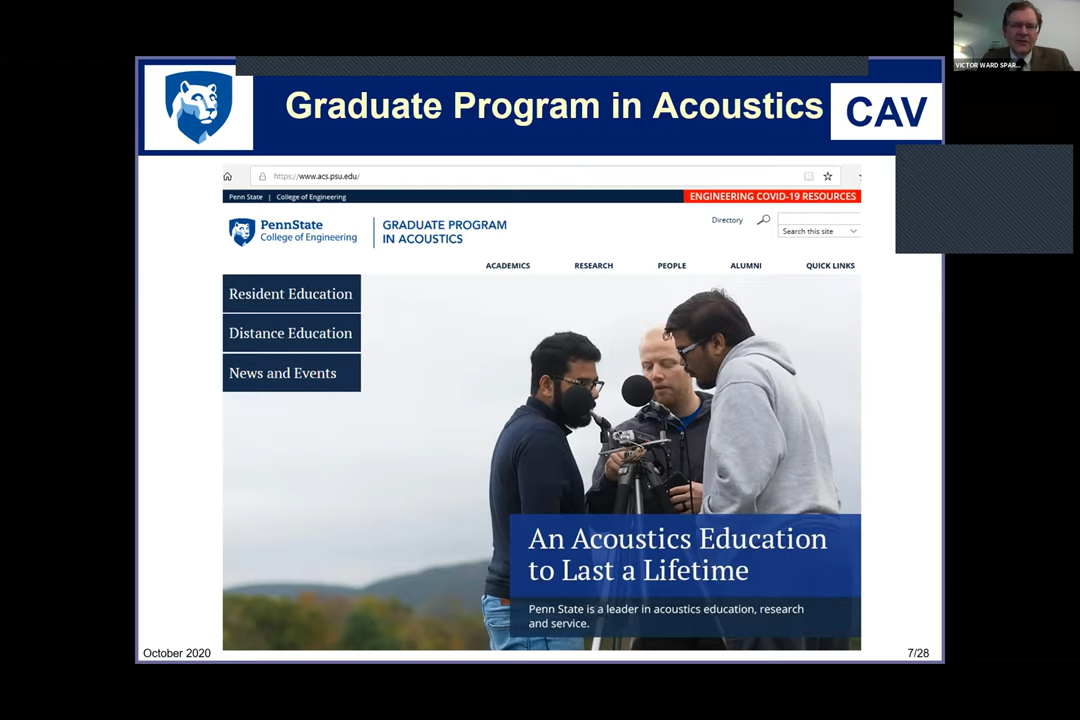 VICTOR WARD SPAR...
Graduate Program in Acoustics
CAV
https://www.acs.psu.edu/
Penn State | College of Engineering
ENGINEERING COVID-19 RESOURCES
PennState
College of Engineering
GRADUATE PROGRAM
IN ACOUSTICS
Directory
Search this site
ACADEMICS RESEARCH PEOPLE ALUMNI QUICK LINKS
Resident Education
Distance Education
News and Events
An Acoustics Education
to Last a Lifetime
Penn State is a leader in acoustics education, research
and service.
October 2020
7/28